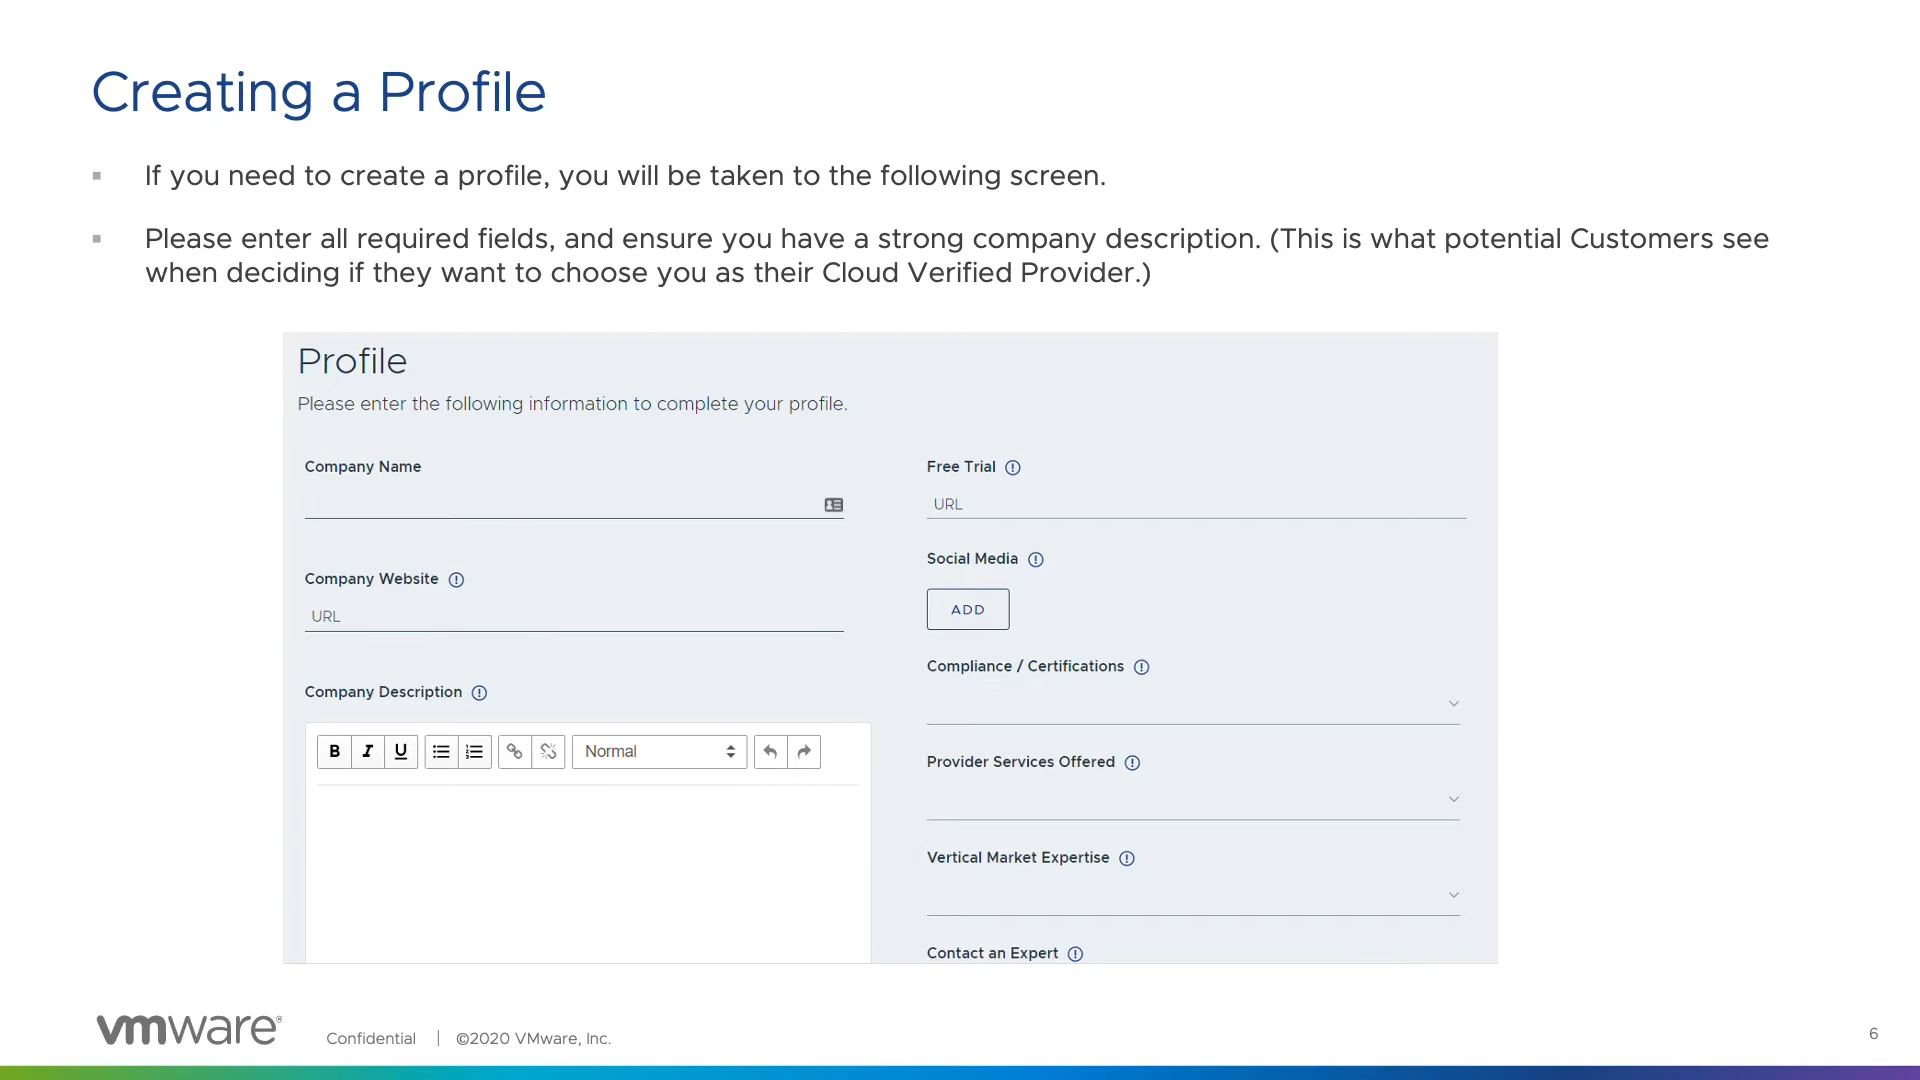 Creating a Profile
If you need to create a profile, you will be taken to the following screen.
Please enter all required fields, and ensure you have a strong company description. (This is what potential Customers see
when deciding if they want to choose you as their Cloud Verified Provider.)
Profile
Please enter the following information to complete your profile.
Company Name
Company Website
URL
Company Description
B I U
Normal
Free Trial
URL
Social Media
ADD
Compliance / Certifications
Provider Services Offered
Vertical Market Expertise
Contact an Expert
vmware®
Confidential | ©2020 VMware, Inc.
6